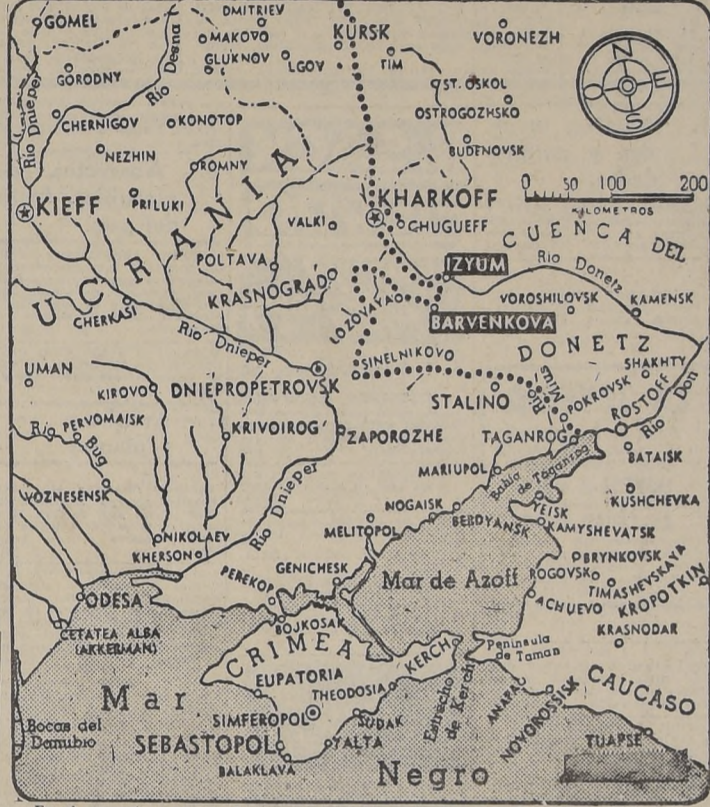 GOMEL
DMITRIEV
MAKOVO
KURSK
VORONEZH
GLUKNOV
LGOV
TIM
N
E
S
O
GORODNY
Rio Desna
ST. OSKOL
OSTROGOZHSKO
Rio Dnieper
CHERNIGOV
KONOTOP
BUDENOVSK
NEZHIN
ROMNY
0 50 100 200
KILOMETROS
KIEFF
PRILUKI
KHARKOFF
VALKI
CHUGUEFF
UCRANIA
CUENCA DEL
POLTAVA
IZYUM
Rio Donetz
KRASNOGRAD
VOROSHILOVSK
KAMENSK
CHERKASI
LOZOVAYA
BARVENKOVA
Rio Dnieper
DONETZ
UMAN
SINELNIKOVO
SHAKHTY
KIROVO
DNIEPROPETROVSK
STALINO
Rio Mius
POKROVSK
ROSTOFF
Rio Don
Rio Bug
PERVOMAISK
KRIVOIROG
ZAPOROZHE
TAGANROG
BATAISK
MARIUPOL
Bahia de Taganrog
VOZNESENSK
Rio Dnieper
NOGAISK
YEISK
KUSHCHEVKA
NIKOLAEV
MELITOPOL
BERDYANSK
KAMYSHEVATSK
KHERSON
GENICHESK
BRYNKOVSK
PEREKOP
Mar de Azoff
ROGOVSK
TIMASHEVSKAYA
ODESA
ACHUEVO
KROPOTKIN
CETATEA ALBA
(AKKERMAN)
BOJKOSAK
KRASNODAR
CRIMEA
KERCH
Peninsula
de Taman
EUPATORIA
THEODOSIA
CAUCASO
Mar
SIMFEROPOL
SUDAK
Estrecho
de Kerch
ANAPA
NOVOROSSISK
Bocas del
Danubio
SEBASTOPOL
YALTA
TUAPSE
BALAKLAVA
Negro